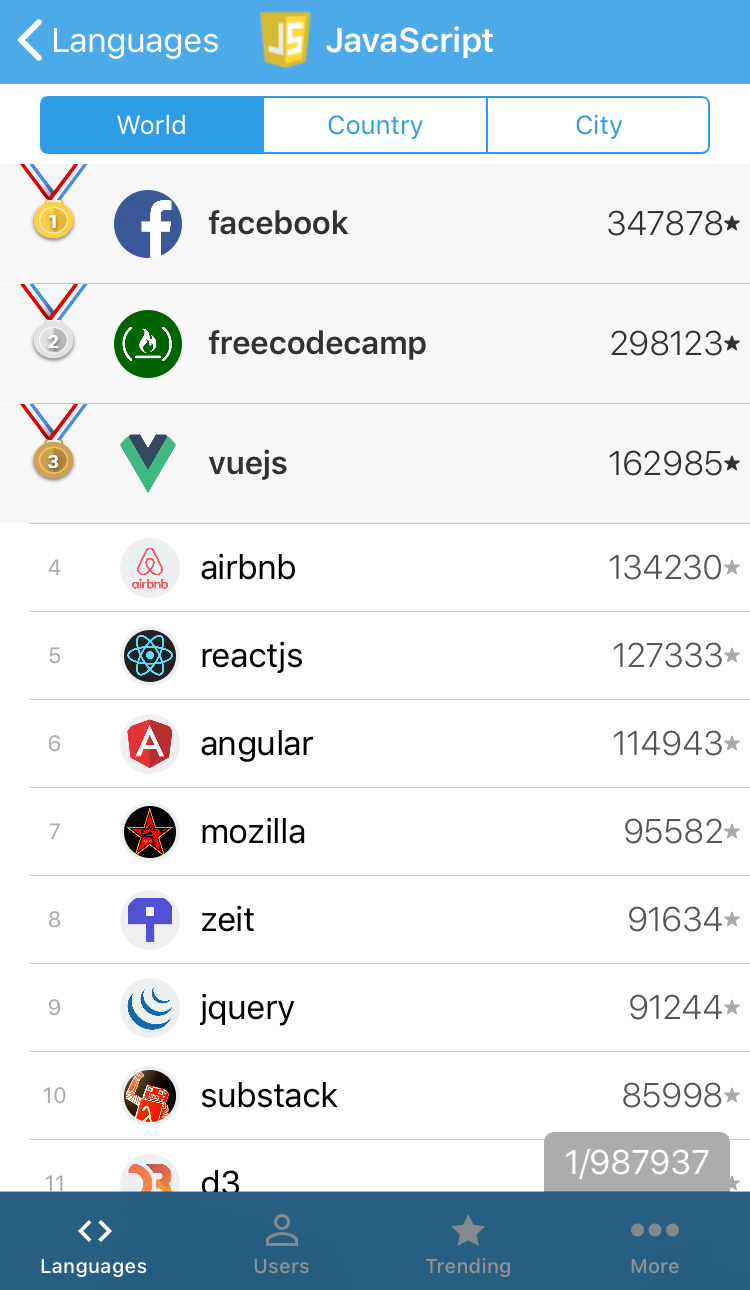 Languages
JS
JavaScript
World
Country
City
1
facebook
347878★
2
freecodecamp
298123★
3
vuejs
162985★
4
airbnb
airbnb
134230★
5
reactjs
127333★
6
angular
114943★
7
mozilla
95582★
8
zeit
91634★
9
jquery
91244★
10
substack
85998★
11
d3
1/987937
Languages
Users
Trending
More